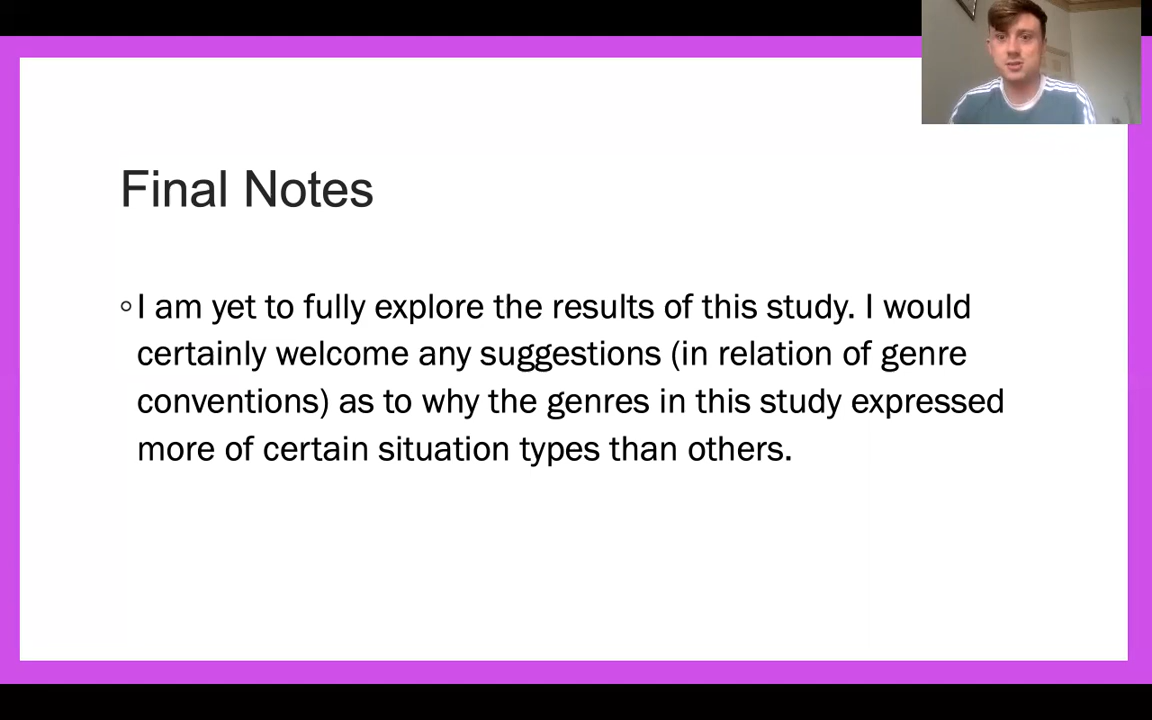 Final Notes
◦I am yet to fully explore the results of this study. I would
certainly welcome any suggestions (in relation of genre
conventions) as to why the genres in this study expressed
more of certain situation types than others.